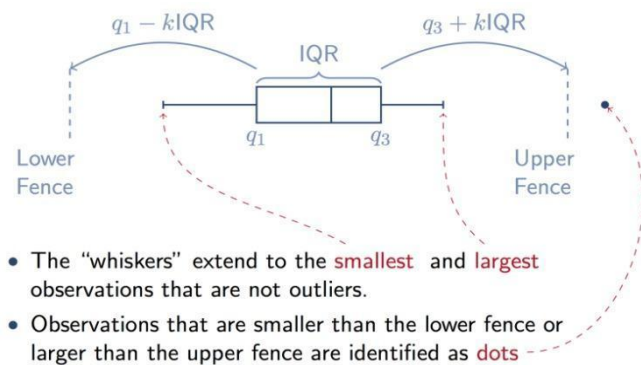 q₁ − kIQR
IQR
q₃ + kIQR
q₁
q₃
Lower
Fence
Upper
Fence
• The “whiskers” extend to the smallest and largest
observations that are not outliers.
• Observations that are smaller than the lower fence or
larger than the upper fence are identified as dots